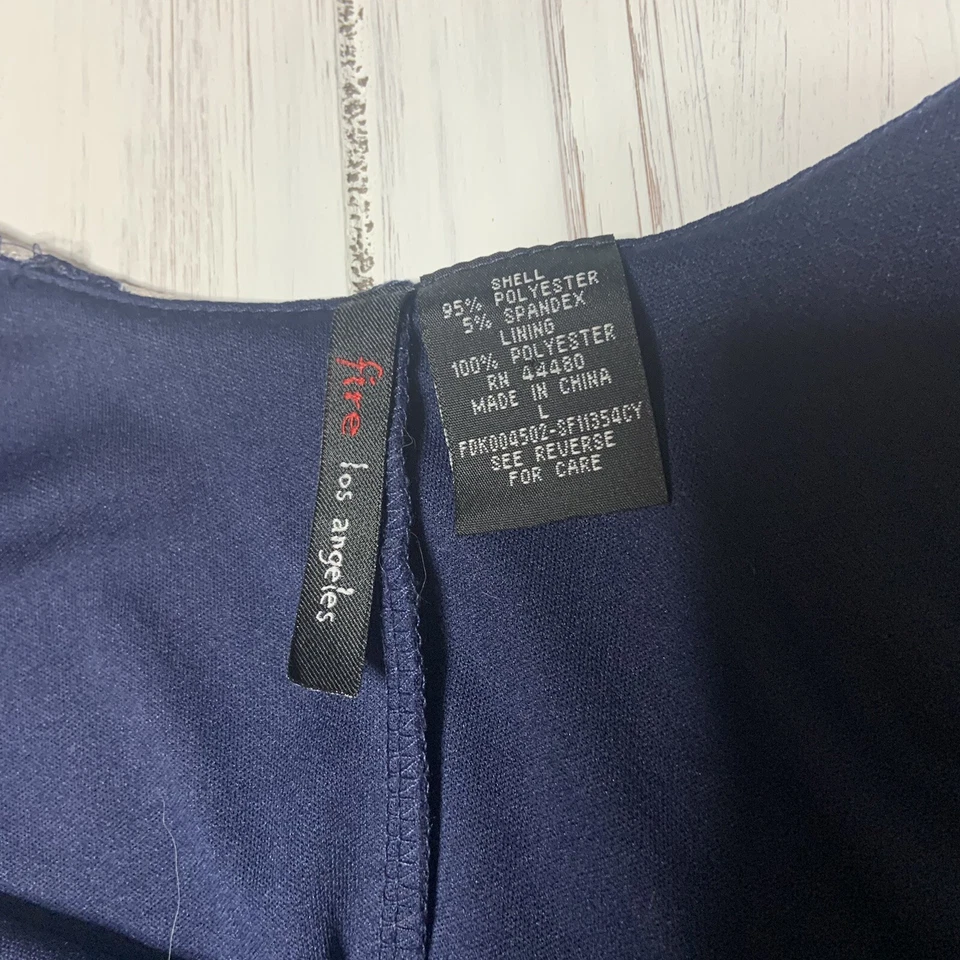 fire los angeles
SHELL
95% POLYESTER
5% SPANDEX
LINING
100% POLYESTER
RN 44480
MADE IN CHINA
L
FDK004502-SF11354CY
SEE REVERSE
FOR CARE